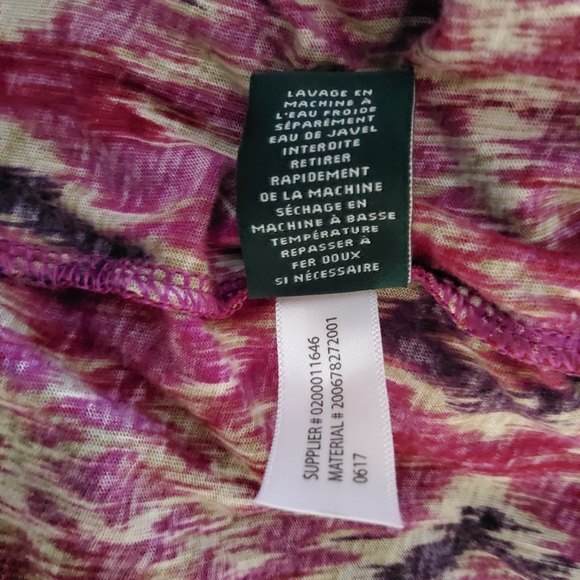 LAVAGE EN
MACHINE À
L'EAU FROIDE
SÉPARÉMENT
EAU DE JAVEL
INTERDITE
RETIRER
RAPIDEMENT
DE LA MACHINE
SÉCHAGE EN
MACHINE À BASSE
TEMPÉRATURE
REPASSER À
FER DOUX
SI NÉCESSAIRE
SUPPLIER # 0200011646
MATERIAL # 200678272001
0617